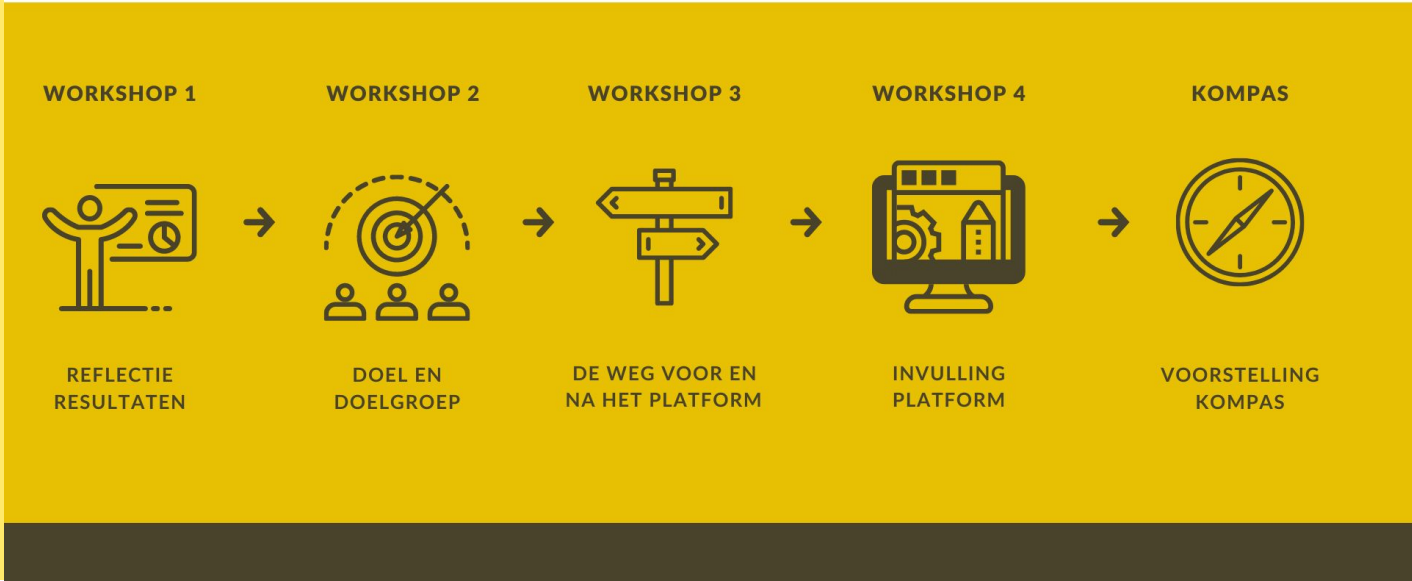 WORKSHOP 1
WORKSHOP 2
WORKSHOP 3
WORKSHOP 4
KOMPAS
REFLECTIE
RESULTATEN
DOEL EN
DOELGROEP
DE WEG VOOR EN
NA HET PLATFORM
INVULLING
PLATFORM
VOORSTELLING
KOMPAS